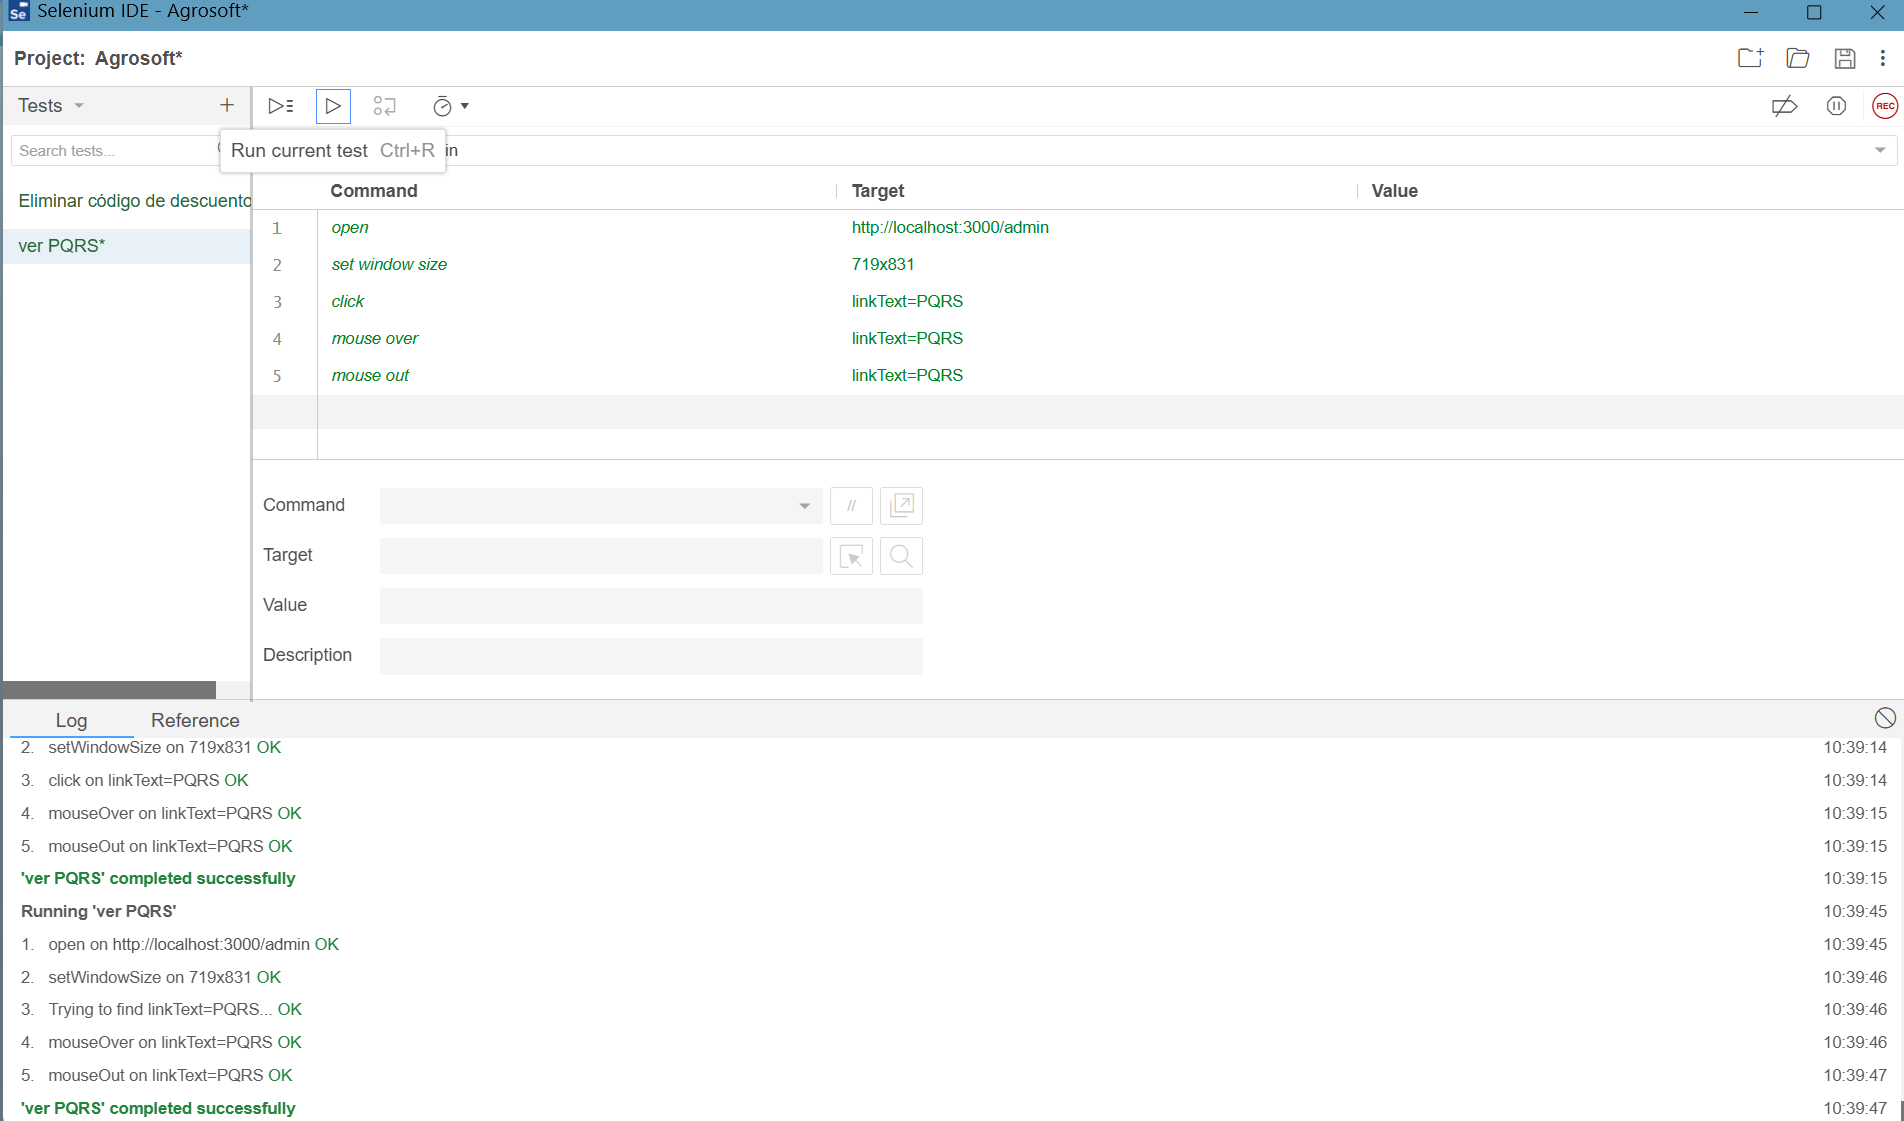 Selenium IDE - Agrosoft*
Project: Agrosoft*
Tests
REC
Search tests...
Run current test Ctrl+R
in
Eliminar código de descuento
ver PQRS*
Command Target Value
1 open http://localhost:3000/admin
2 set window size 719x831
3 click linkText=PQRS
4 mouse over linkText=PQRS
5 mouse out linkText=PQRS
Command
//
Target
Value
Description
Log Reference
2. setWindowSize on 719x831 OK 10:39:14
3. click on linkText=PQRS OK 10:39:14
4. mouseOver on linkText=PQRS OK 10:39:15
5. mouseOut on linkText=PQRS OK 10:39:15
'ver PQRS' completed successfully 10:39:15
Running 'ver PQRS' 10:39:45
1. open on http://localhost:3000/admin OK 10:39:45
2. setWindowSize on 719x831 OK 10:39:46
3. Trying to find linkText=PQRS... OK 10:39:46
4. mouseOver on linkText=PQRS OK 10:39:46
5. mouseOut on linkText=PQRS OK 10:39:47
'ver PQRS' completed successfully 10:39:47